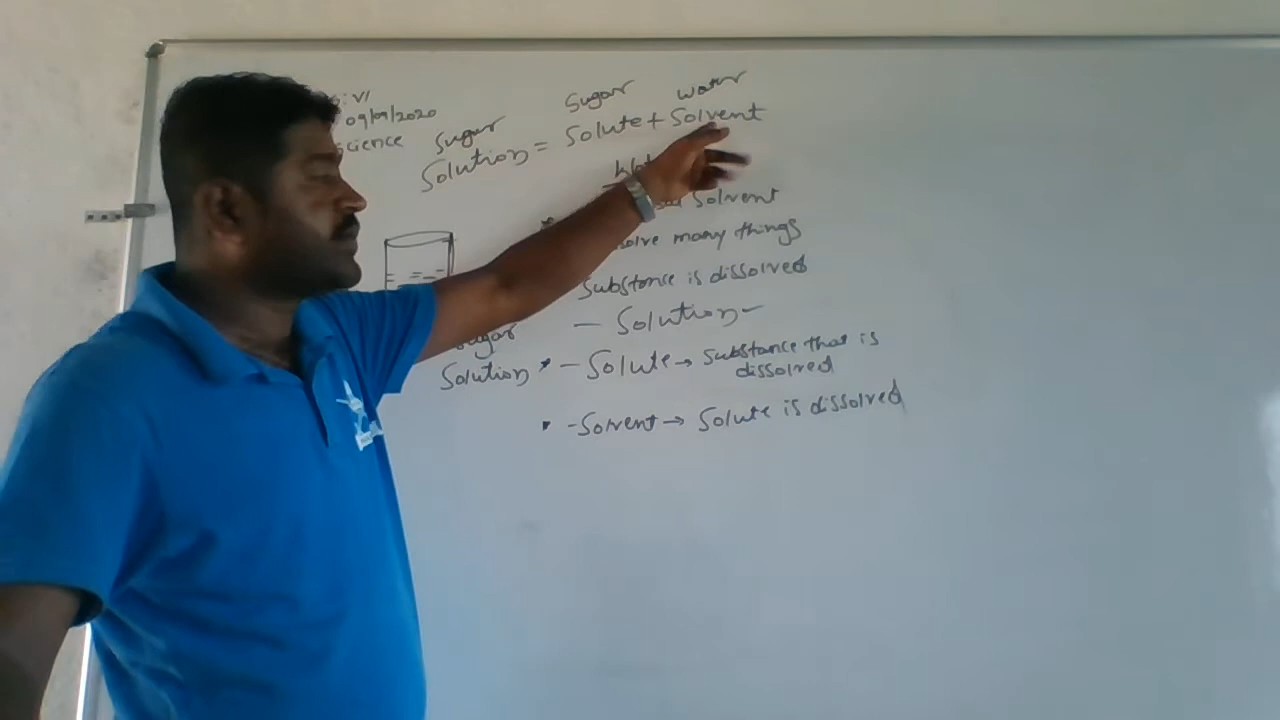 : VI
09/09/2020
science
Sugar water
Sugar
Solution = Solute + Solvent
Solvent
many things
Substance is dissolved
- Solution -
Sugar
Solution
- Solute → Substance that is
dissolved
- Solvent → Solute is dissolved